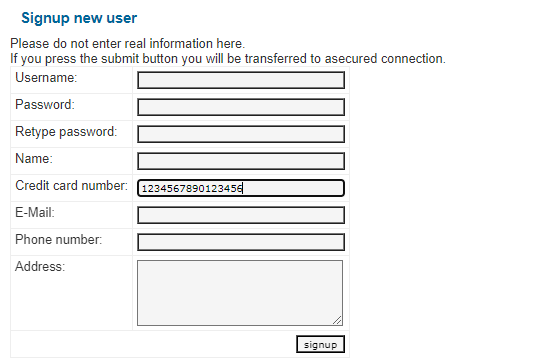 Signup new user
Please do not enter real information here.
If you press the submit button you will be transferred to asecured connection.
Username:
Password:
Retype password:
Name:
Credit card number: 1234567890123456
E-Mail:
Phone number:
Address:
signup